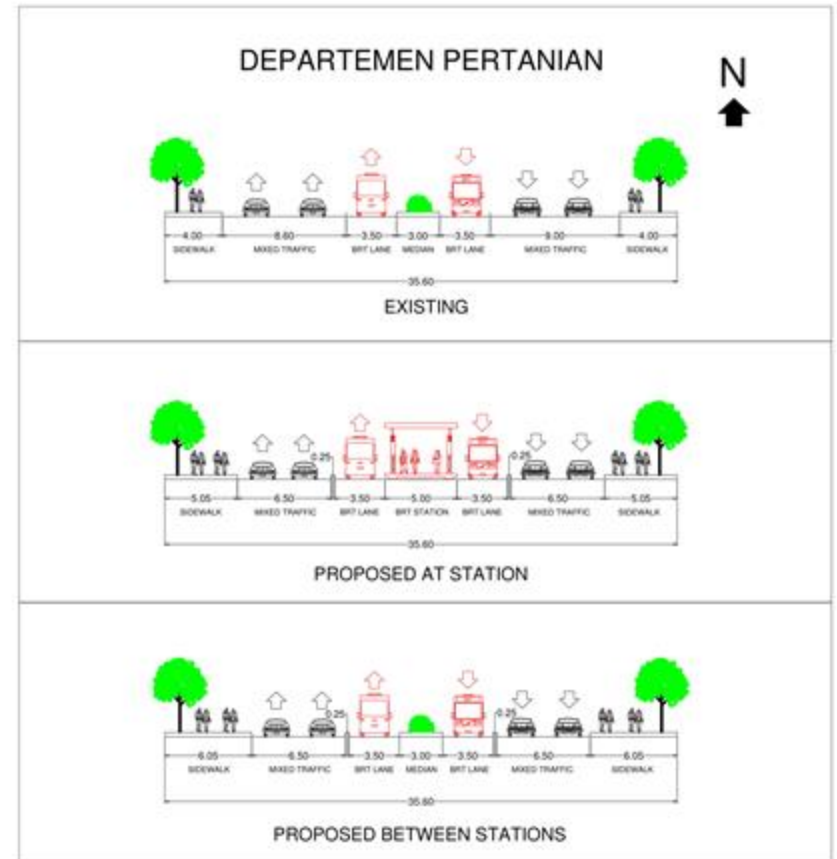 DEPARTEMEN PERTANIAN
N
4.00 8.60 3.50 3.00 3.50 9.00 4.00
SIDEWALK MIXED TRAFFIC BRT LANE MEDIAN BRT LANE MIXED TRAFFIC SIDEWALK
35.60
EXISTING
0.25 0.25
5.05 6.50 3.50 5.00 3.50 6.50 5.05
SIDEWALK MIXED TRAFFIC BRT LANE BRT STATION BRT LANE MIXED TRAFFIC SIDEWALK
35.60
PROPOSED AT STATION
0.25 0.25
6.05 6.50 3.50 3.00 3.50 6.50 6.05
SIDEWALK MIXED TRAFFIC BRT LANE MEDIAN BRT LANE MIXED TRAFFIC SIDEWALK
35.60
PROPOSED BETWEEN STATIONS